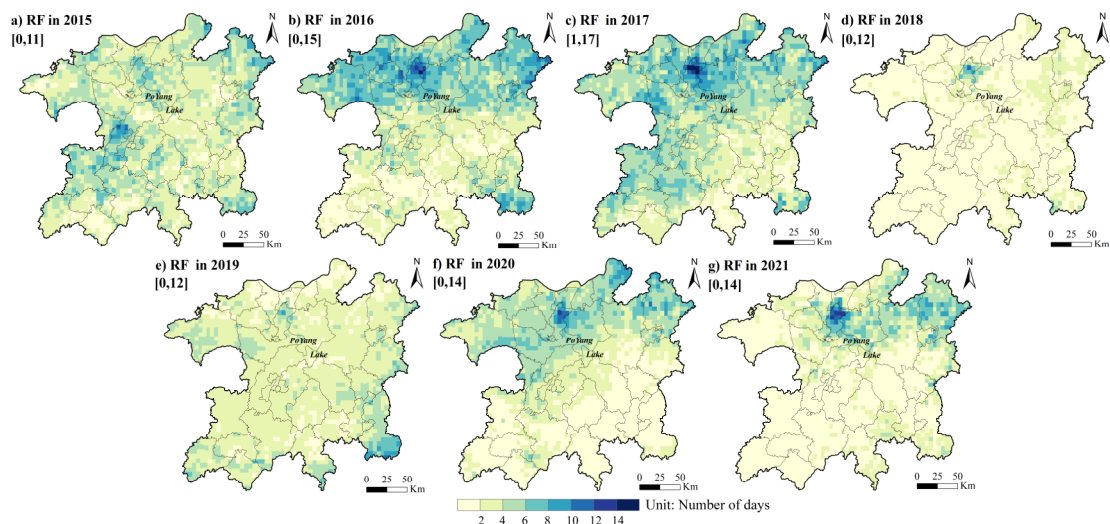 a) RF in 2015
[0,11]
N
PoYang
Lake
0 25 50
Km
b) RF in 2016
[0,15]
N
PoYang
Lake
0 25 50
Km
c) RF in 2017
[1,17]
N
PoYang
Lake
0 25 50
Km
d) RF in 2018
[0,12]
N
PoYang
Lake
0 25 50
Km
e) RF in 2019
[0,12]
N
PoYang
Lake
0 25 50
Km
f) RF in 2020
[0,14]
N
PoYang
Lake
0 25 50
Km
g) RF in 2021
[0,14]
N
PoYang
Lake
0 25 50
Km
Unit: Number of days
2 4 6 8 10 12 14